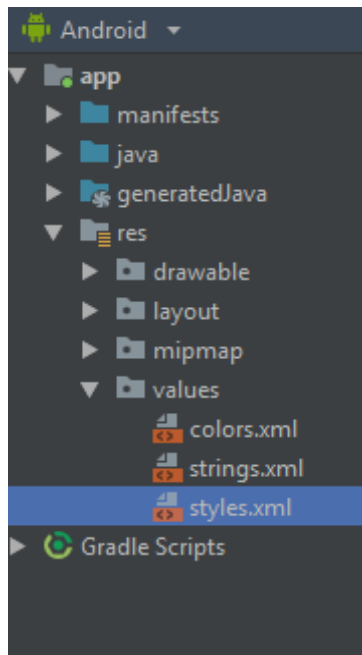 Android
app
manifests
java
generatedJava
res
drawable
layout
mipmap
values
colors.xml
strings.xml
styles.xml
Gradle Scripts